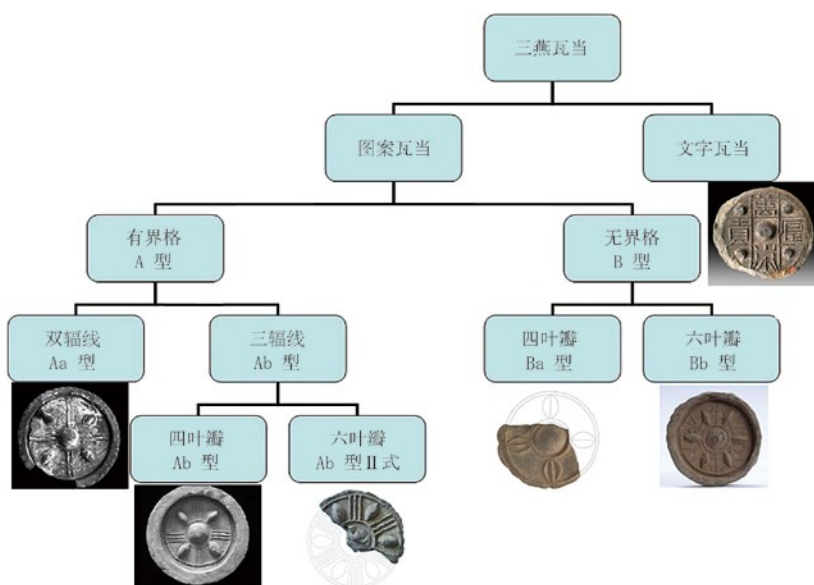 三燕瓦当
图案瓦当
文字瓦当
有界格
A 型
无界格
B 型
双辐线
Aa 型
三辐线
Ab 型
四叶瓣
Ba 型
六叶瓣
Bb 型
四叶瓣
Ab 型
六叶瓣
Ab 型Ⅱ式